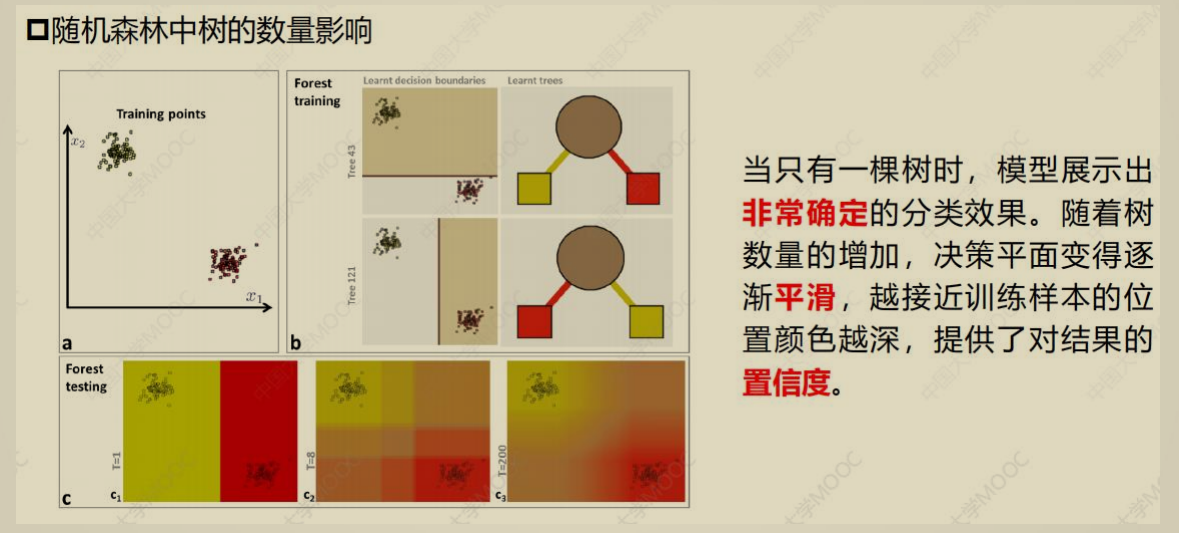 随机森林中树的数量影响
Training points
x2
x1
a
Forest
training
Learnt decision boundaries
Learnt trees
Tree 43
Tree 121
b
Forest
testing
T=1
c1
T=8
c2
T=200
c3
c
当只有一棵树时，模型展示出
非常确定的分类效果。随着树
数量的增加，决策平面变得逐
渐平滑，越接近训练样本的位
置颜色越深，提供了对结果的
置信度。
中国大学MOOC